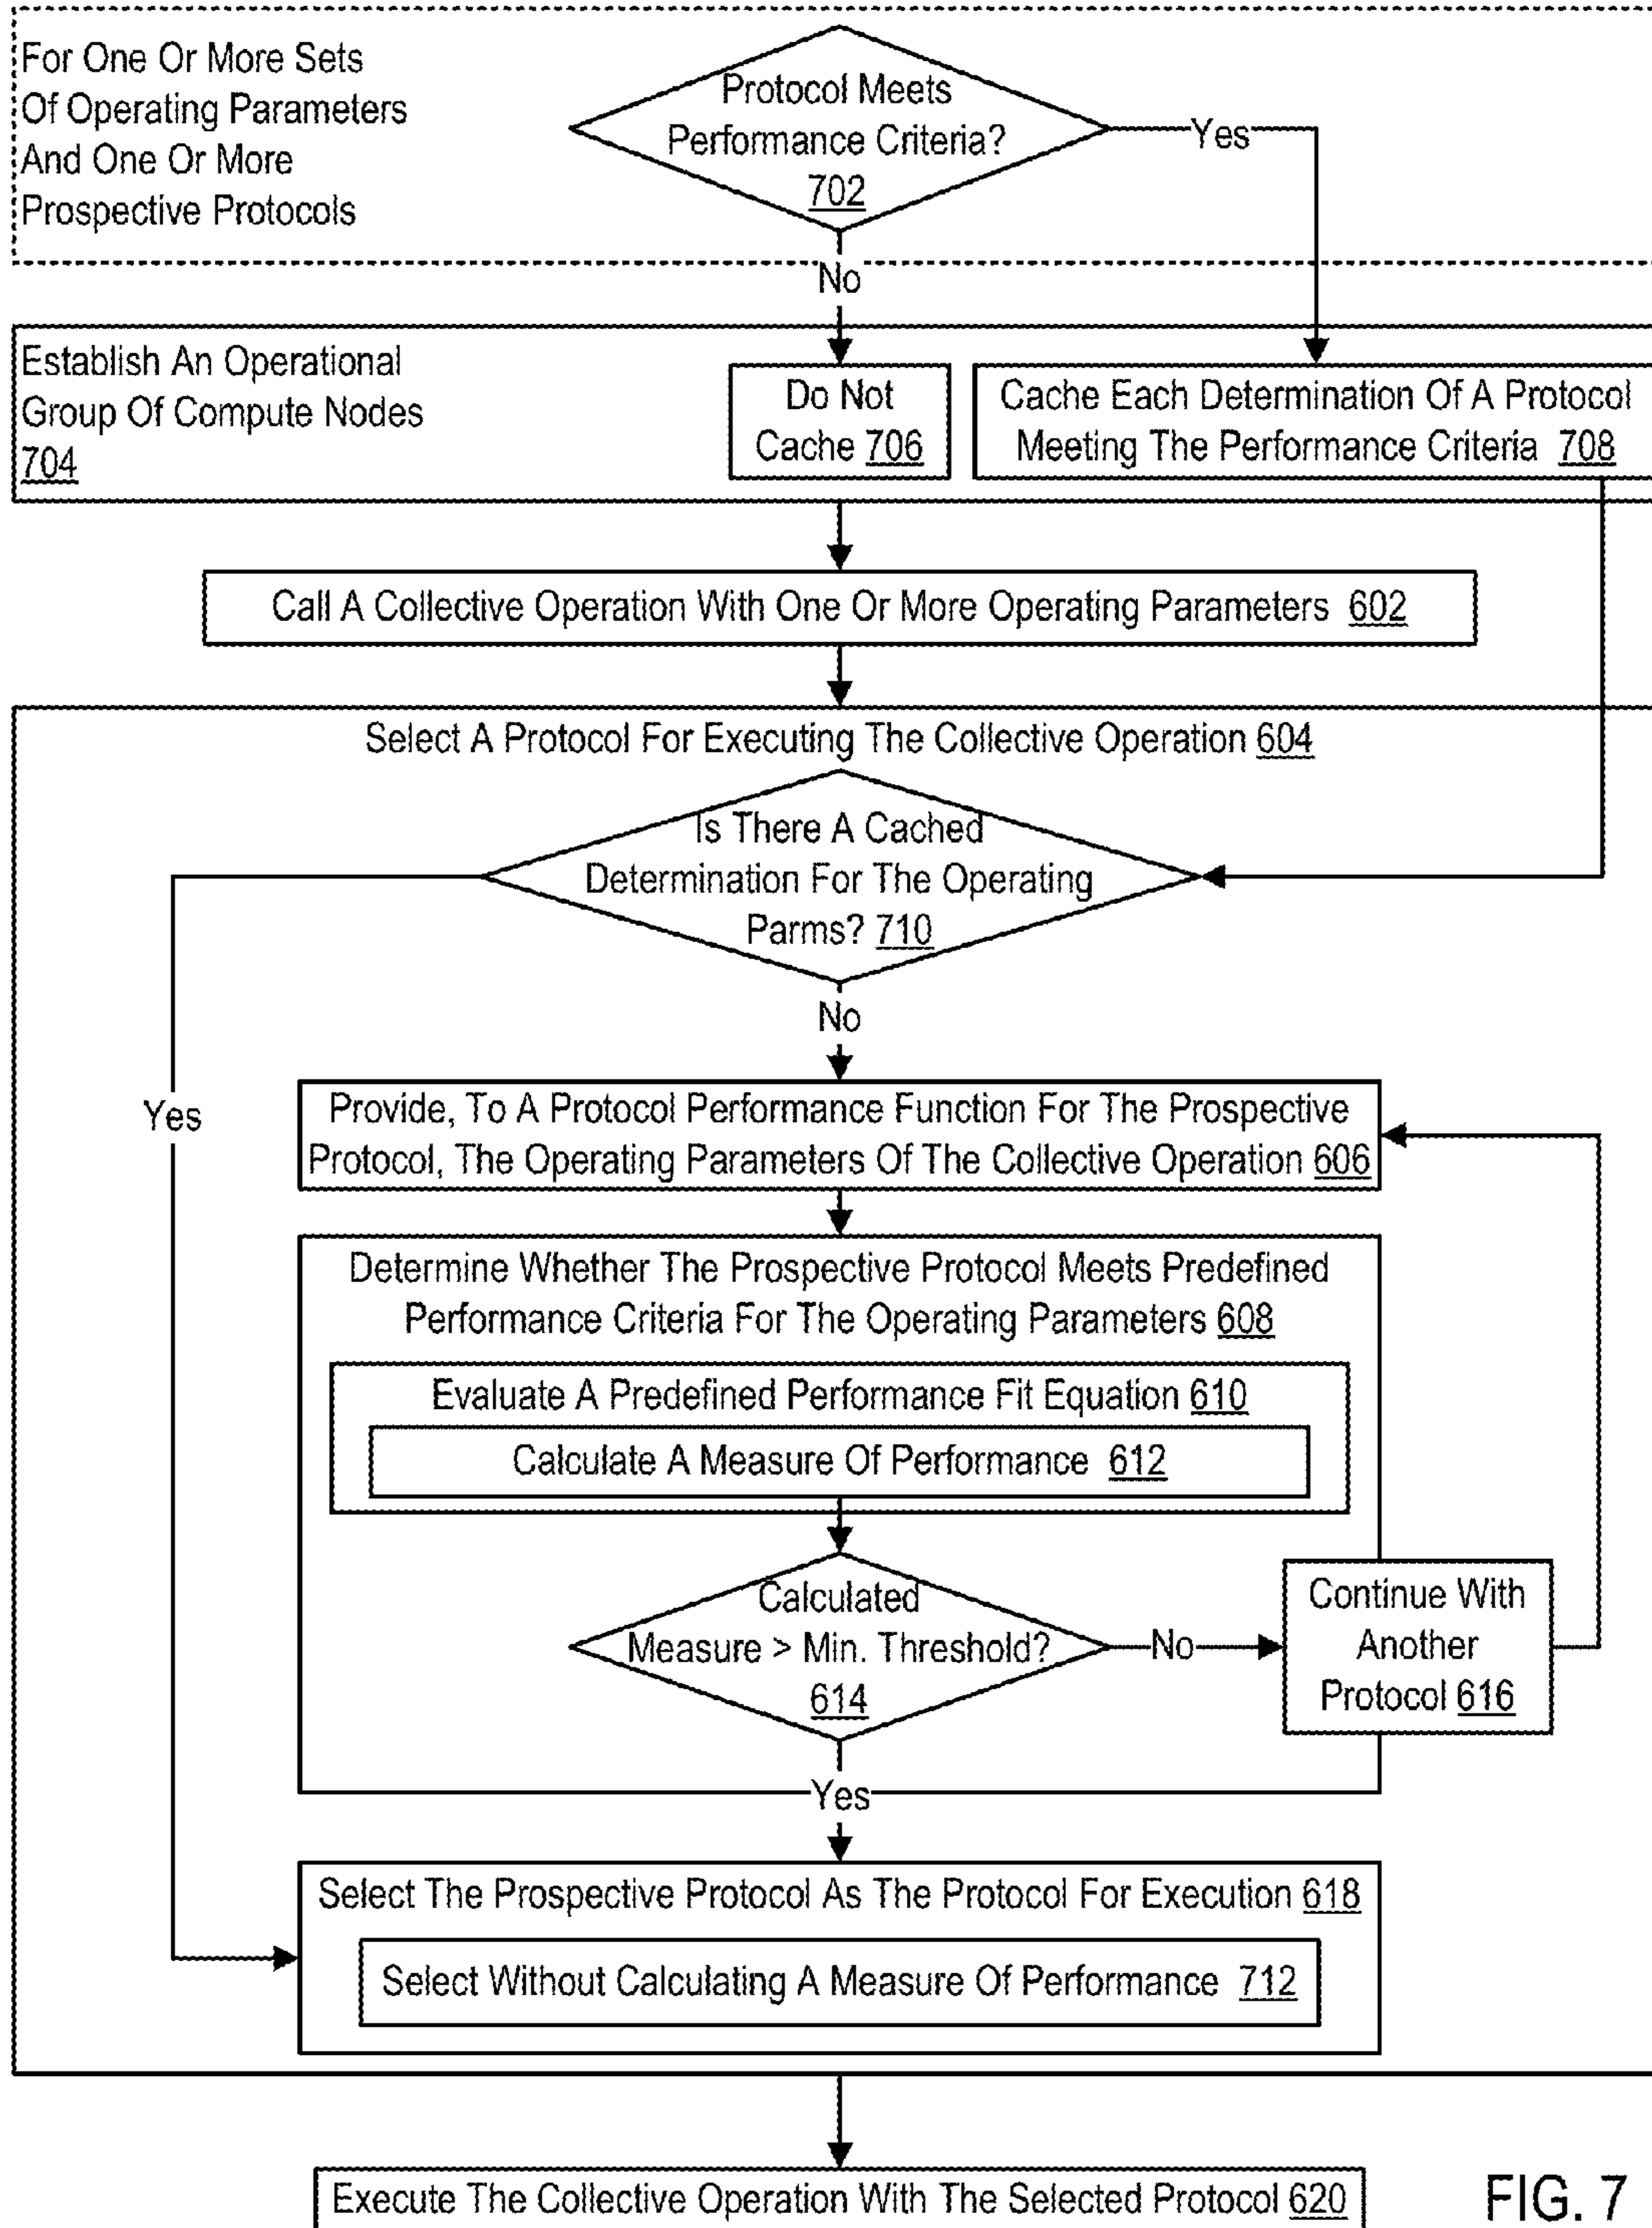 For One Or More Sets
Of Operating Parameters
And One Or More
Prospective Protocols
Protocol Meets
Performance Criteria?
702
Yes
No
Establish An Operational
Group Of Compute Nodes
704
Do Not
Cache 706
Cache Each Determination Of A Protocol
Meeting The Performance Criteria 708
Call A Collective Operation With One Or More Operating Parameters 602
Select A Protocol For Executing The Collective Operation 604
Is There A Cached
Determination For The Operating
Parms? 710
No
Yes
Provide, To A Protocol Performance Function For The Prospective
Protocol, The Operating Parameters Of The Collective Operation 606
Determine Whether The Prospective Protocol Meets Predefined
Performance Criteria For The Operating Parameters 608
Evaluate A Predefined Performance Fit Equation 610
Calculate A Measure Of Performance 612
Calculated
Measure > Min. Threshold?
614
No
Continue With
Another
Protocol 616
Yes
Select The Prospective Protocol As The Protocol For Execution 618
Select Without Calculating A Measure Of Performance 712
Execute The Collective Operation With The Selected Protocol 620
FIG. 7